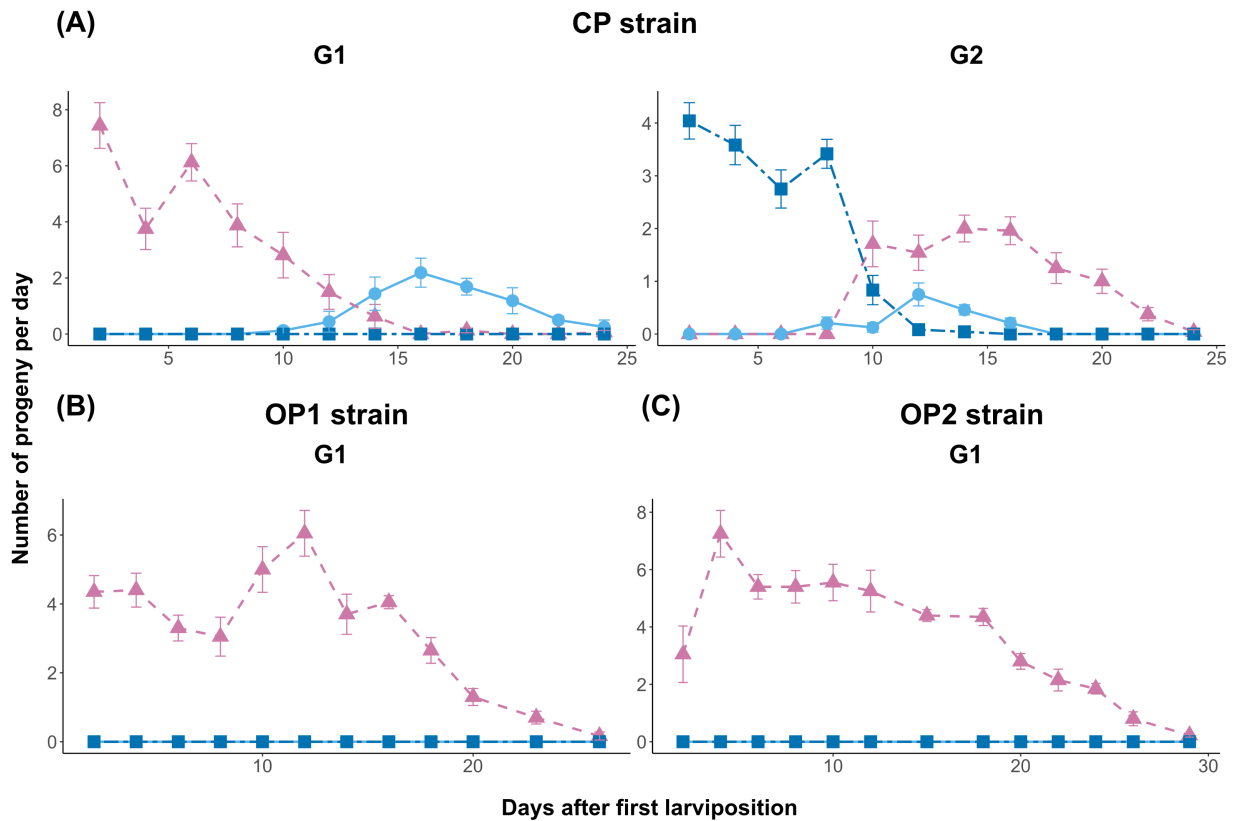 (A) CP strain
G1 G2
8
6
4
2
0
5 10 15 20 25
4
3
2
1
0
5 10 15 20 25
Number of progeny per day
(B) OP1 strain (C) OP2 strain
G1 G1
6
4
2
0
10 20
8
6
4
2
0
10 20 30
Days after first larviposition